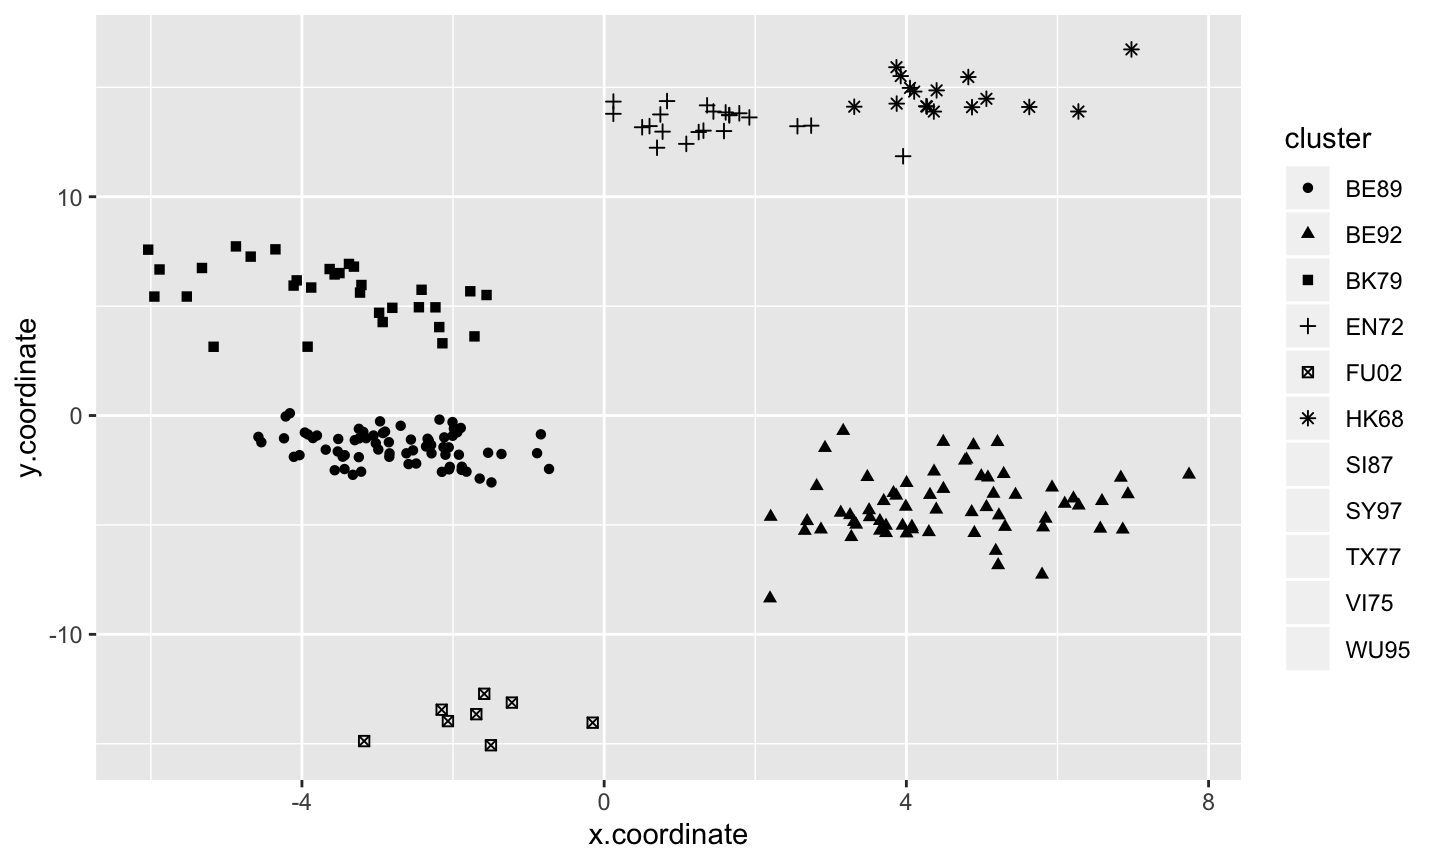 cluster
BE89
BE92
BK79
EN72
FU02
HK68
SI87
SY97
TX77
VI75
WU95
y.coordinate
10
0
-10
-4
0
4
8
x.coordinate